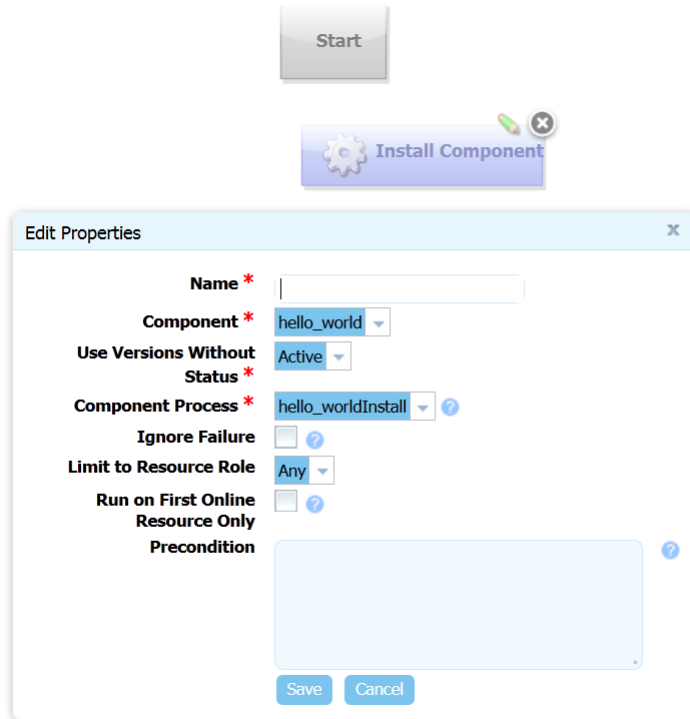 Start
Install Component
Edit Properties x
Name *
Component * hello_world
Use Versions Without
Status * Active
Component Process * hello_worldInstall ?
Ignore Failure ?
Limit to Resource Role Any
Run on First Online
Resource Only ?
Precondition ?
Save Cancel